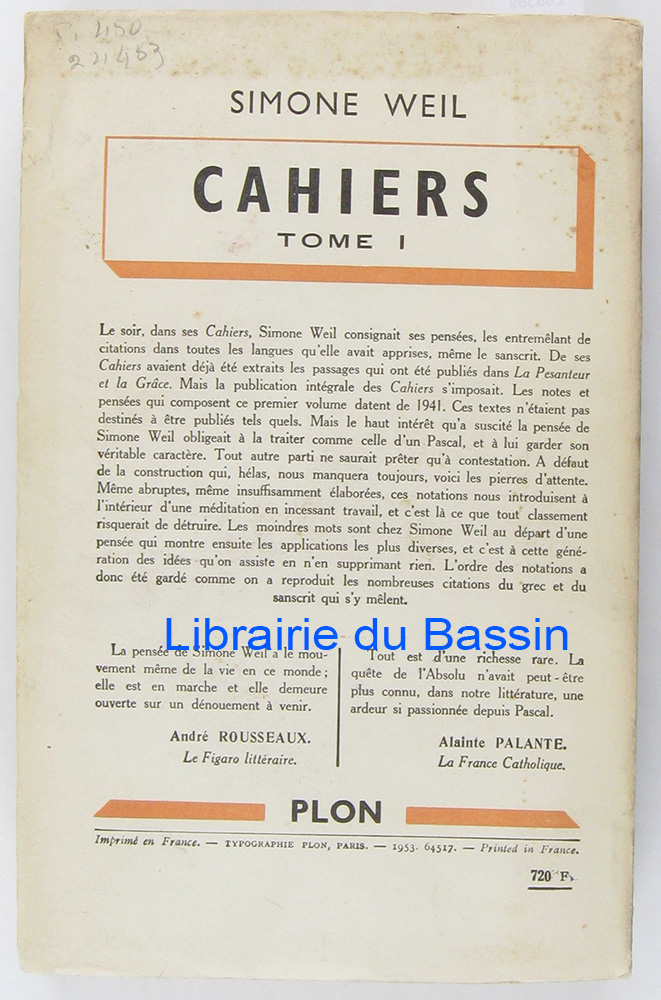 P. 450
22453
SIMONE WEIL
CAHIERS
TOME I
Le soir, dans ses Cahiers, Simone Weil consignait ses pensées, les entremêlant de
citations dans toutes les langues qu'elle avait apprises, même le sanscrit. De ses
Cahiers avaient déjà été extraits les passages qui ont été publiés dans La Pesanteur
et la Grâce. Mais la publication intégrale des Cahiers s'imposait. Les notes et
pensées qui composent ce premier volume datent de 1941. Ces textes n'étaient pas
destinés à être publiés tels quels. Mais le haut intérêt qu'a suscité la pensée de
Simone Weil obligeait à la traiter comme celle d'un Pascal, et à lui garder son
véritable caractère. Tout autre parti ne saurait prêter qu'à contestation. A défaut
de la construction qui, hélas, nous manquera toujours, voici les pierres d'attente.
Même abruptes, même insuffisamment élaborées, ces notations nous introduisent à
l'intérieur d'une méditation en incessant travail, et c'est là ce que tout classement
risquerait de détruire. Les moindres mots sont chez Simone Weil au départ d'une
pensée qui montre ensuite les applications les plus diverses, et c'est à cette géné-
ration des idées qu'on assiste en n'en supprimant rien. L'ordre des notations a
donc été gardé comme on a reproduit les nombreuses citations du grec et du
sanscrit qui s'y mêlent.
Librairie du Bassin
La pensée de Simone Weil a le mou-
vement même de la vie en ce monde ;
elle est en marche et elle demeure
ouverte sur un dénouement à venir.
André ROUSSEAUX.
Le Figaro littéraire.
Tout est d'une richesse rare. La
quête de l'Absolu n'avait peut-être
plus connu, dans notre littérature, une
ardeur si passionnée depuis Pascal.
Alainte PALANTE.
La France Catholique.
PLON
Imprimé en France. — TYPOGRAPHIE PLON, PARIS. — 1953. 64517. — Printed in France.
720 F.